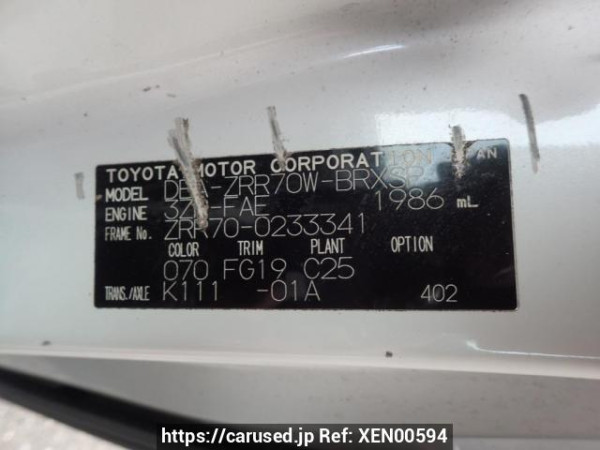 TOYOTA MOTOR CORPORATION JAPAN
MODEL DBA-ZRR70W-BRXSP
ENGINE 3ZR-FAE 1986 mL
FRAME No. ZRR70-0233341
COLOR TRIM PLANT OPTION
070 FG19 C25
TRANS./AXLE K111 -01A 402
https://carused.jp Ref: XEN00594